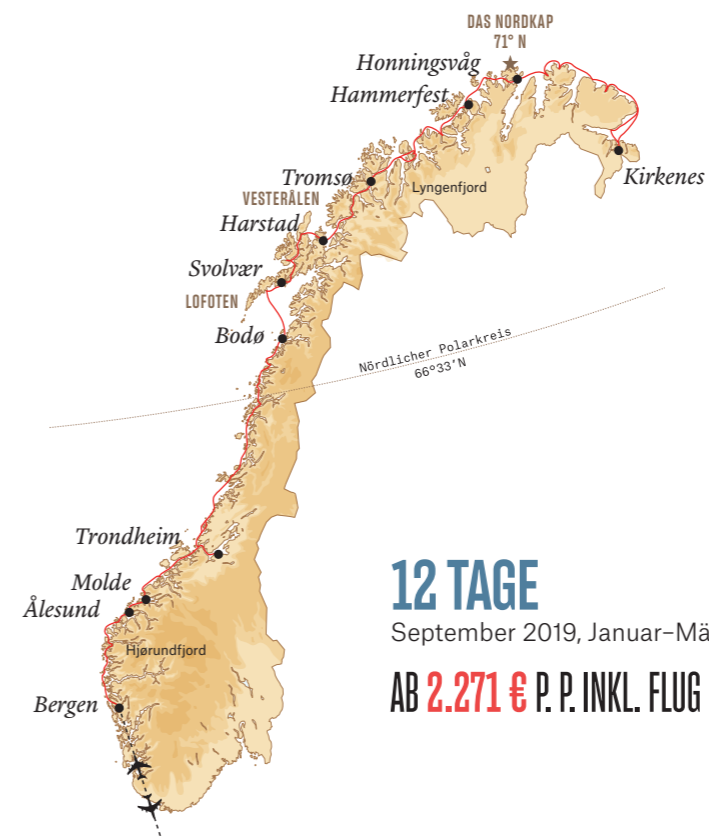 DAS NORDKAP
71° N
Honningsvåg
Hammerfest
Tromsø
Lyngenfjord
Kirkenes
VESTERÅLEN
Harstad
Svolvær
LOFOTEN
Bodø
Nördlicher Polarkreis
66°33'N
Trondheim
Molde
Ålesund
Hjørundfjord
Bergen
12 TAGE
September 2019, Januar–Mä
AB 2.271 € P. P. INKL. FLUG